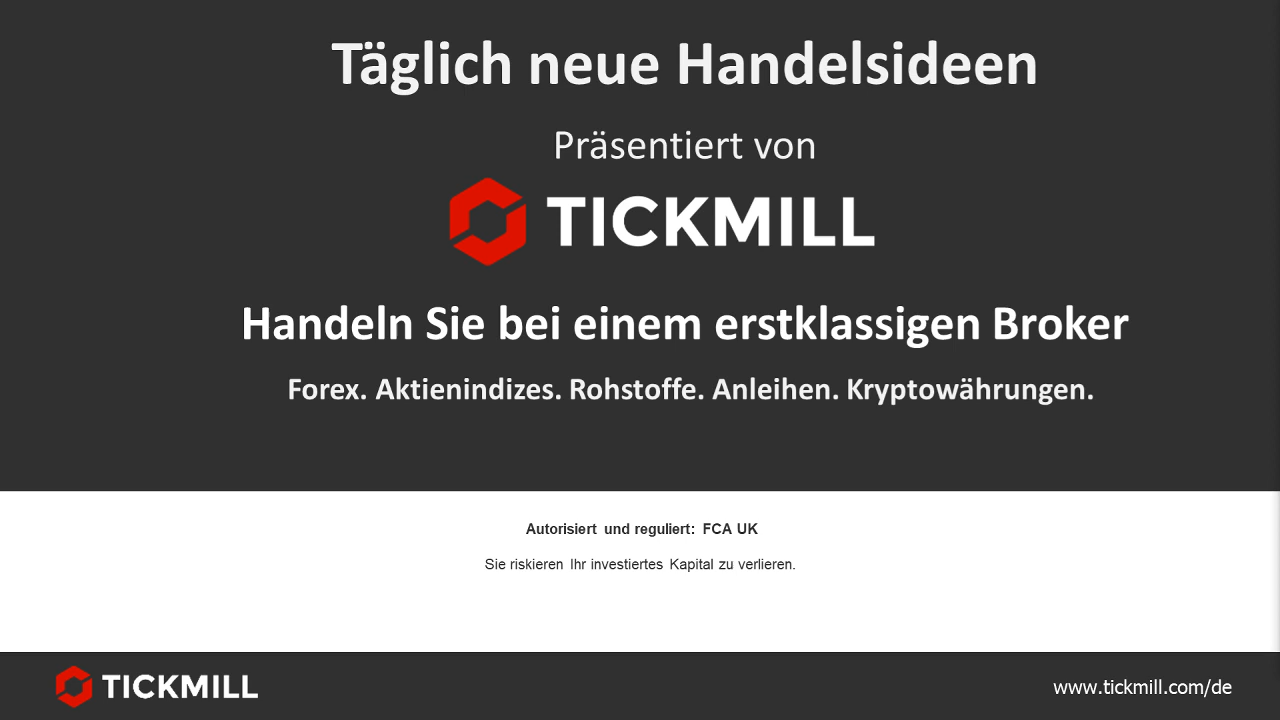 Täglich neue Handelsideen
Präsentiert von
TICKMILL
Handeln Sie bei einem erstklassigen Broker
Forex. Aktienindizes. Rohstoffe. Anleihen. Kryptowährungen.
Autorisiert und reguliert: FCA UK
Sie riskieren Ihr investiertes Kapital zu verlieren.
TICKMILL
www.tickmill.com/de